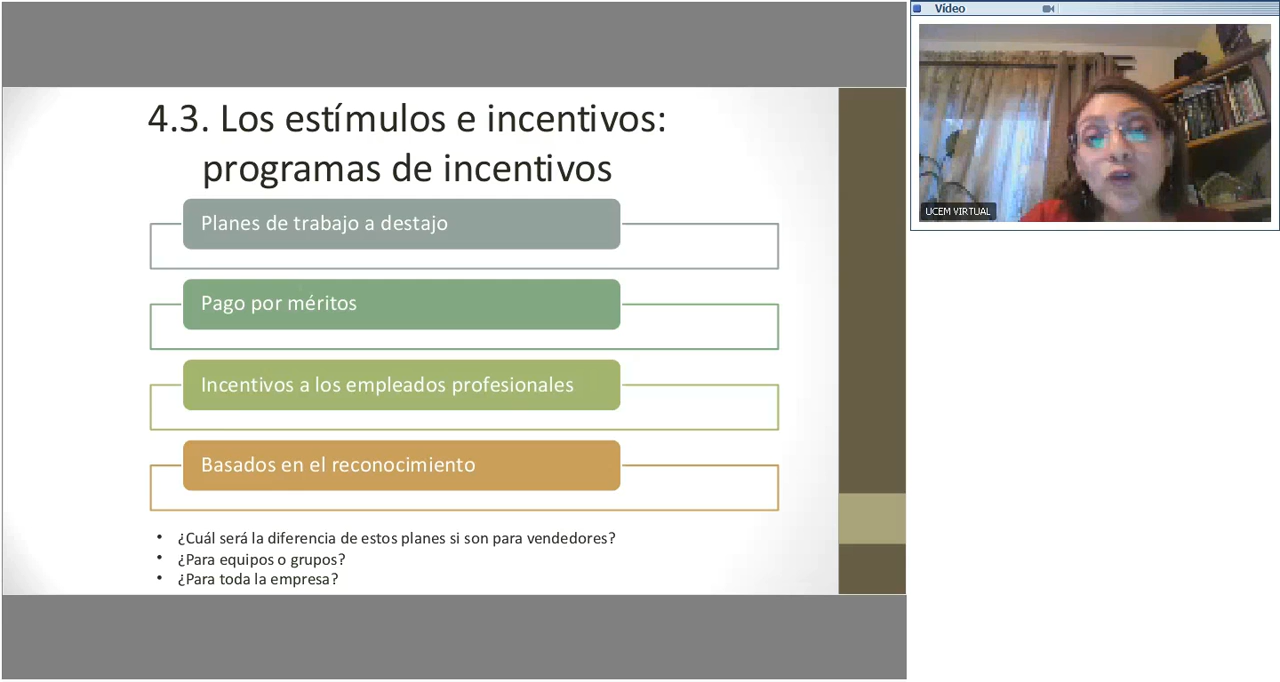 Vídeo
4.3. Los estímulos e incentivos:
programas de incentivos
Planes de trabajo a destajo
Pago por méritos
Incentivos a los empleados profesionales
Basados en el reconocimiento
• ¿Cuál será la diferencia de estos planes si son para vendedores?
• ¿Para equipos o grupos?
• ¿Para toda la empresa?
UCEM VIRTUAL